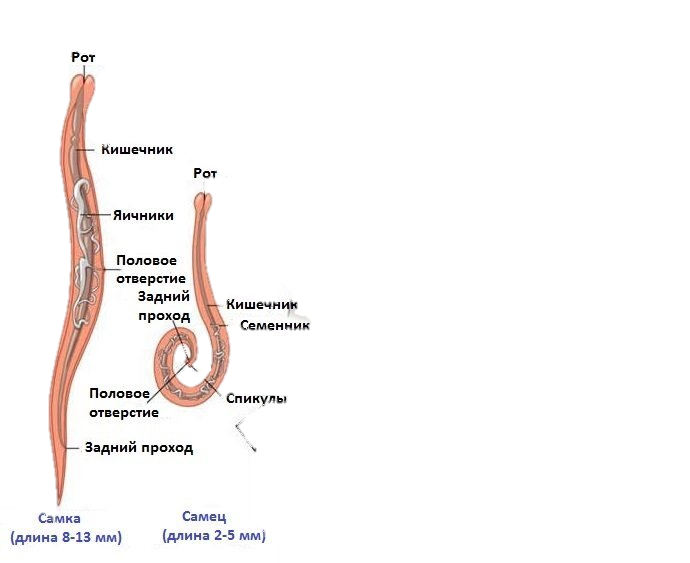 Рот
Кишечник
Яичники
Половое
отверстие
Задний проход
Рот
Задний
проход
Кишечник
Семенник
Половое
отверстие
Спикулы
Самка
(длина 8-13 мм)
Самец
(длина 2-5 мм)